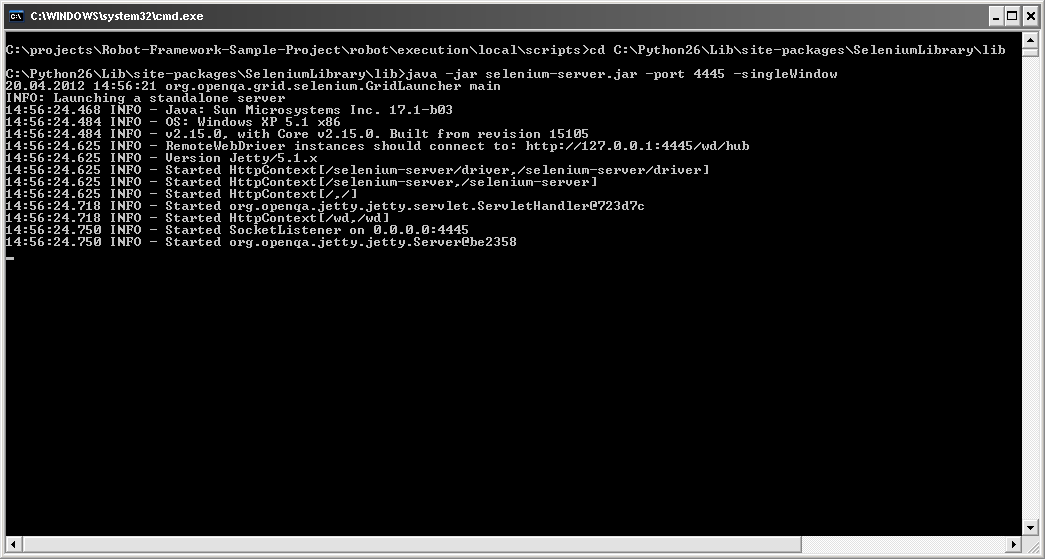 C:\WINDOWS\system32\cmd.exe
C:\projects\Robot-Framework-Sample-Project\robot\execution\local\scripts>cd C:\Python26\Lib\site-packages\SeleniumLibrary\lib
C:\Python26\Lib\site-packages\SeleniumLibrary\lib>java -jar selenium-server.jar -port 4445 -singleWindow
20.04.2012 14:56:21 org.openqa.grid.selenium.GridLauncher main
INFO: Launching a standalone server
14:56:24.468 INFO - Java: Sun Microsystems Inc. 17.1-b03
14:56:24.484 INFO - OS: Windows XP 5.1 x86
14:56:24.484 INFO - v2.15.0, with Core v2.15.0. Built from revision 15105
14:56:24.625 INFO - RemoteWebDriver instances should connect to: http://127.0.0.1:4445/wd/hub
14:56:24.625 INFO - Version Jetty/5.1.x
14:56:24.625 INFO - Started HttpContext[/selenium-server/driver,/selenium-server/driver]
14:56:24.625 INFO - Started HttpContext[/selenium-server,/selenium-server]
14:56:24.625 INFO - Started HttpContext[/,/]
14:56:24.718 INFO - Started org.openqa.jetty.jetty.servlet.ServletHandler@723d7c
14:56:24.718 INFO - Started HttpContext[/wd,/wd]
14:56:24.750 INFO - Started SocketListener on 0.0.0.0:4445
14:56:24.750 INFO - Started org.openqa.jetty.jetty.Server@be2358